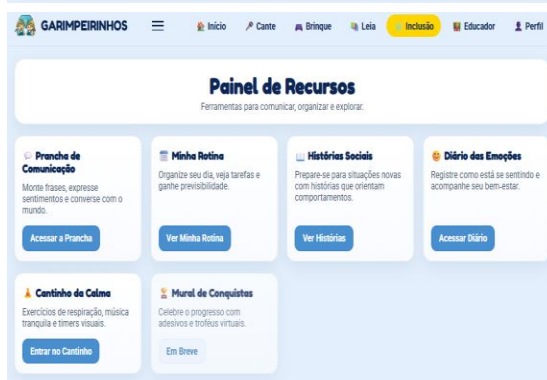 GARIMPEIRINHOS
Início
Cante
Brinque
Leia
Inclusão
Educador
Perfil
Painel de Recursos
Ferramentas para comunicar, organizar e explorar.
Prancha de
Comunicação
Monte frases, expresse
sentimentos e converse com o
mundo.
Acessar a Prancha
Minha Rotina
Organize seu dia, veja tarefas e
ganhe previsibilidade.
Ver Minha Rotina
Histórias Sociais
Prepare-se para situações novas
com histórias que orientam
comportamentos.
Ver Histórias
Diário das Emoções
Registre como está se sentindo e
acompanhe seu bem-estar.
Acessar Diário
Cantinho da Calma
Exercícios de respiração, música
tranquila e timers visuais.
Entrar no Cantinho
Mural de Conquistas
Celebre o progresso com
adesivos e troféus virtuais.
Em Breve